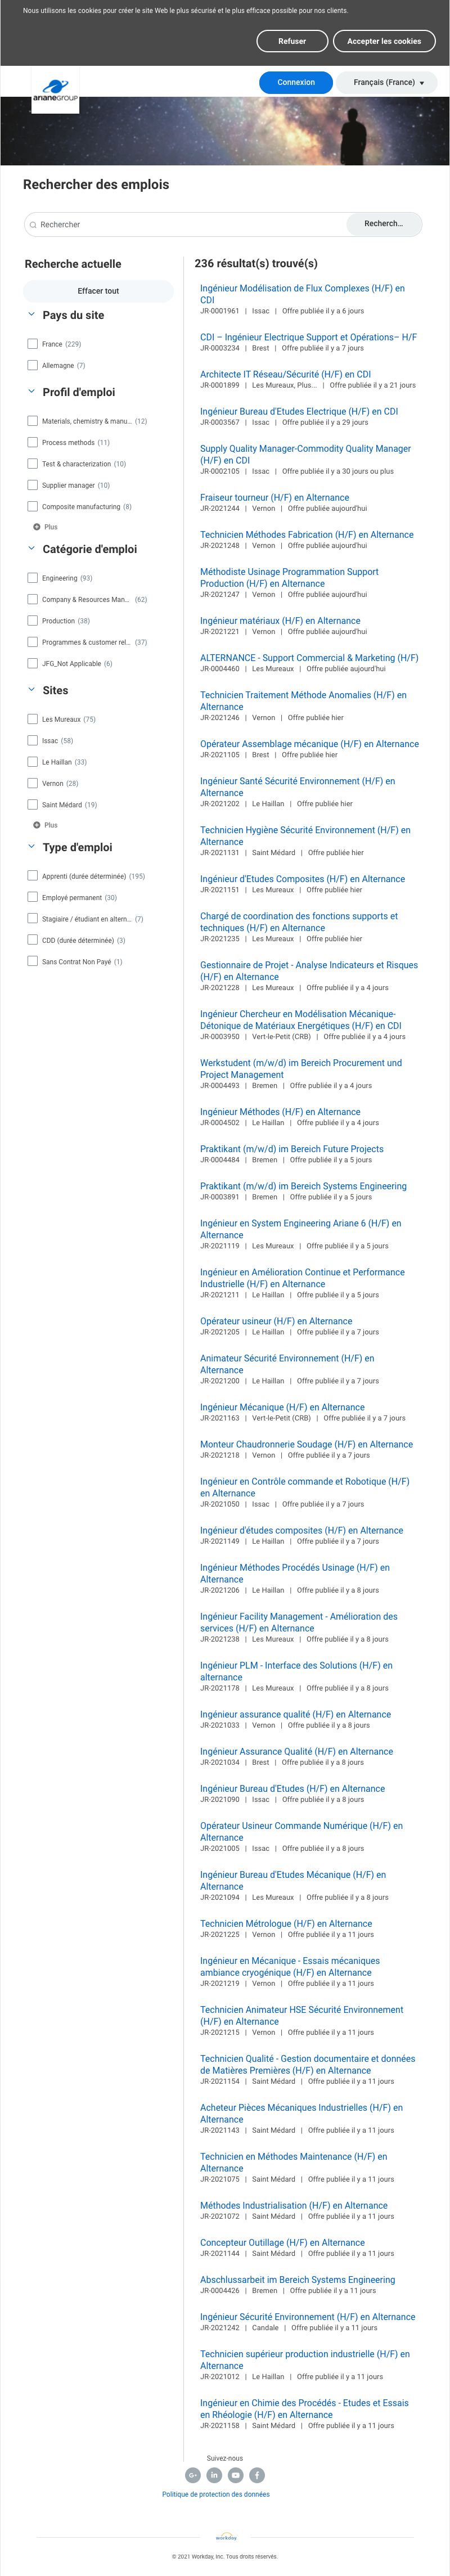 Nous utilisons les cookies pour créer le site Web le plus sécurisé et le plus efficace possible pour nos clients.
Refuser
Accepter les cookies
arianeGROUP
Connexion
Français (France)
Rechercher des emplois
Rechercher
Recherch...
Recherche actuelle
Effacer tout
Pays du site
France (229)
Allemagne (7)
Profil d'emploi
Materials, chemistry & manu... (12)
Process methods (11)
Test & characterization (10)
Supplier manager (10)
Composite manufacturing (8)
Plus
Catégorie d'emploi
Engineering (93)
Company & Resources Man... (62)
Production (38)
Programmes & customer rel... (37)
JFG_Not Applicable (6)
Sites
Les Mureaux (75)
Issac (58)
Le Haillan (33)
Vernon (28)
Saint Médard (19)
Plus
Type d'emploi
Apprenti (durée déterminée) (195)
Employé permanent (30)
Stagiaire / étudiant en altern... (7)
CDD (durée déterminée) (3)
Sans Contrat Non Payé (1)
236 résultat(s) trouvé(s)
Ingénieur Modélisation de Flux Complexes (H/F) en
CDI
JR-0001961 | Issac | Offre publiée il y a 6 jours
CDI – Ingénieur Electrique Support et Opérations– H/F
JR-0003234 | Brest | Offre publiée il y a 7 jours
Architecte IT Réseau/Sécurité (H/F) en CDI
JR-0001899 | Les Mureaux, Plus... | Offre publiée il y a 21 jours
Ingénieur Bureau d'Etudes Electrique (H/F) en CDI
JR-0003567 | Issac | Offre publiée il y a 29 jours
Supply Quality Manager-Commodity Quality Manager
(H/F) en CDI
JR-0002105 | Issac | Offre publiée il y a 30 jours ou plus
Fraiseur tourneur (H/F) en Alternance
JR-2021244 | Vernon | Offre publiée aujourd'hui
Technicien Méthodes Fabrication (H/F) en Alternance
JR-2021248 | Vernon | Offre publiée aujourd'hui
Méthodiste Usinage Programmation Support
Production (H/F) en Alternance
JR-2021247 | Vernon | Offre publiée aujourd'hui
Ingénieur matériaux (H/F) en Alternance
JR-2021221 | Vernon | Offre publiée aujourd'hui
ALTERNANCE - Support Commercial & Marketing (H/F)
JR-0004460 | Les Mureaux | Offre publiée aujourd'hui
Technicien Traitement Méthode Anomalies (H/F) en
Alternance
JR-2021246 | Vernon | Offre publiée hier
Opérateur Assemblage mécanique (H/F) en Alternance
JR-2021105 | Brest | Offre publiée hier
Ingénieur Santé Sécurité Environnement (H/F) en
Alternance
JR-2021202 | Le Haillan | Offre publiée hier
Technicien Hygiène Sécurité Environnement (H/F) en
Alternance
JR-2021131 | Saint Médard | Offre publiée hier
Ingénieur d'Etudes Composites (H/F) en Alternance
JR-2021151 | Les Mureaux | Offre publiée hier
Chargé de coordination des fonctions supports et
techniques (H/F) en Alternance
JR-2021235 | Les Mureaux | Offre publiée hier
Gestionnaire de Projet - Analyse Indicateurs et Risques
(H/F) en Alternance
JR-2021228 | Les Mureaux | Offre publiée il y a 4 jours
Ingénieur Chercheur en Modélisation Mécanique-
Détonique de Matériaux Energétiques (H/F) en CDI
JR-0003950 | Vert-le-Petit (CRB) | Offre publiée il y a 4 jours
Werkstudent (m/w/d) im Bereich Procurement und
Project Management
JR-0004493 | Bremen | Offre publiée il y a 4 jours
Ingénieur Méthodes (H/F) en Alternance
JR-0004502 | Le Haillan | Offre publiée il y a 4 jours
Praktikant (m/w/d) im Bereich Future Projects
JR-0004484 | Bremen | Offre publiée il y a 5 jours
Praktikant (m/w/d) im Bereich Systems Engineering
JR-0003891 | Bremen | Offre publiée il y a 5 jours
Ingénieur en System Engineering Ariane 6 (H/F) en
Alternance
JR-2021119 | Les Mureaux | Offre publiée il y a 5 jours
Ingénieur en Amélioration Continue et Performance
Industrielle (H/F) en Alternance
JR-2021211 | Le Haillan | Offre publiée il y a 5 jours
Opérateur usineur (H/F) en Alternance
JR-2021205 | Le Haillan | Offre publiée il y a 7 jours
Animateur Sécurité Environnement (H/F) en
Alternance
JR-2021200 | Le Haillan | Offre publiée il y a 7 jours
Ingénieur Mécanique (H/F) en Alternance
JR-2021163 | Vert-le-Petit (CRB) | Offre publiée il y a 7 jours
Monteur Chaudronnerie Soudage (H/F) en Alternance
JR-2021218 | Vernon | Offre publiée il y a 7 jours
Ingénieur en Contrôle commande et Robotique (H/F)
en Alternance
JR-2021050 | Issac | Offre publiée il y a 7 jours
Ingénieur d'études composites (H/F) en Alternance
JR-2021149 | Le Haillan | Offre publiée il y a 7 jours
Ingénieur Méthodes Procédés Usinage (H/F) en
Alternance
JR-2021206 | Le Haillan | Offre publiée il y a 8 jours
Ingénieur Facility Management - Amélioration des
services (H/F) en Alternance
JR-2021238 | Les Mureaux | Offre publiée il y a 8 jours
Ingénieur PLM - Interface des Solutions (H/F) en
alternance
JR-2021178 | Les Mureaux | Offre publiée il y a 8 jours
Ingénieur assurance qualité (H/F) en Alternance
JR-2021033 | Vernon | Offre publiée il y a 8 jours
Ingénieur Assurance Qualité (H/F) en Alternance
JR-2021034 | Brest | Offre publiée il y a 8 jours
Ingénieur Bureau d'Etudes (H/F) en Alternance
JR-2021090 | Issac | Offre publiée il y a 8 jours
Opérateur Usineur Commande Numérique (H/F) en
Alternance
JR-2021005 | Issac | Offre publiée il y a 8 jours
Ingénieur Bureau d'Etudes Mécanique (H/F) en
Alternance
JR-2021094 | Les Mureaux | Offre publiée il y a 8 jours
Technicien Métrologue (H/F) en Alternance
JR-2021225 | Vernon | Offre publiée il y a 11 jours
Ingénieur en Mécanique - Essais mécaniques
ambiance cryogénique (H/F) en Alternance
JR-2021219 | Vernon | Offre publiée il y a 11 jours
Technicien Animateur HSE Sécurité Environnement
(H/F) en Alternance
JR-2021215 | Vernon | Offre publiée il y a 11 jours
Technicien Qualité - Gestion documentaire et données
de Matières Premières (H/F) en Alternance
JR-2021154 | Saint Médard | Offre publiée il y a 11 jours
Acheteur Pièces Mécaniques Industrielles (H/F) en
Alternance
JR-2021143 | Saint Médard | Offre publiée il y a 11 jours
Technicien en Méthodes Maintenance (H/F) en
Alternance
JR-2021075 | Saint Médard | Offre publiée il y a 11 jours
Méthodes Industrialisation (H/F) en Alternance
JR-2021072 | Saint Médard | Offre publiée il y a 11 jours
Concepteur Outillage (H/F) en Alternance
JR-2021144 | Saint Médard | Offre publiée il y a 11 jours
Abschlussarbeit im Bereich Systems Engineering
JR-0004426 | Bremen | Offre publiée il y a 11 jours
Ingénieur Sécurité Environnement (H/F) en Alternance
JR-2021242 | Candale | Offre publiée il y a 11 jours
Technicien supérieur production industrielle (H/F) en
Alternance
JR-2021012 | Le Haillan | Offre publiée il y a 11 jours
Ingénieur en Chimie des Procédés - Etudes et Essais
en Rhéologie (H/F) en Alternance
JR-2021158 | Saint Médard | Offre publiée il y a 11 jours
Suivez-nous
Politique de protection des données
workday
© 2021 Workday, Inc. Tous droits réservés.